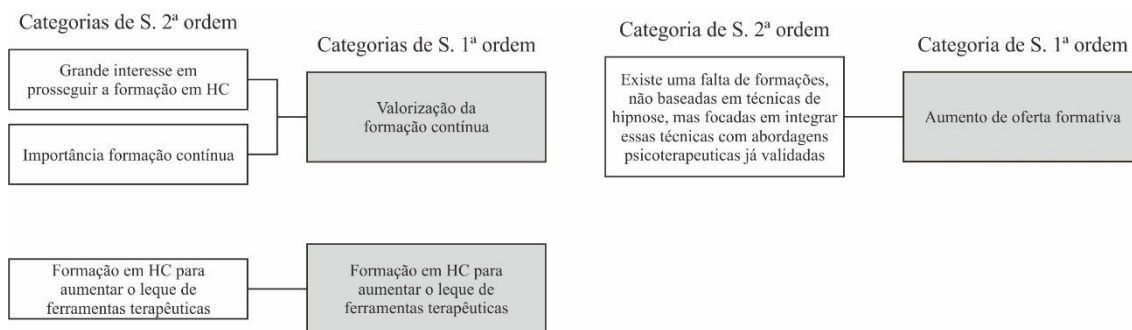 Categorias de S. 2ª ordem
Categorias de S. 1ª ordem
Grande interesse em
prosseguir a formação em HC
Importância formação contínua
Valorização da
formação contínua
Formação em HC para
aumentar o leque de
ferramentas terapêuticas
Formação em HC para
aumentar o leque de
ferramentas terapêuticas
Categoria de S. 2ª ordem
Categoria de S. 1ª ordem
Existe uma falta de formações,
não baseadas em técnicas de
hipnose, mas focadas em integrar
essas técnicas com abordagens
psicoterapeuticas já validadas
Aumento de oferta formativa